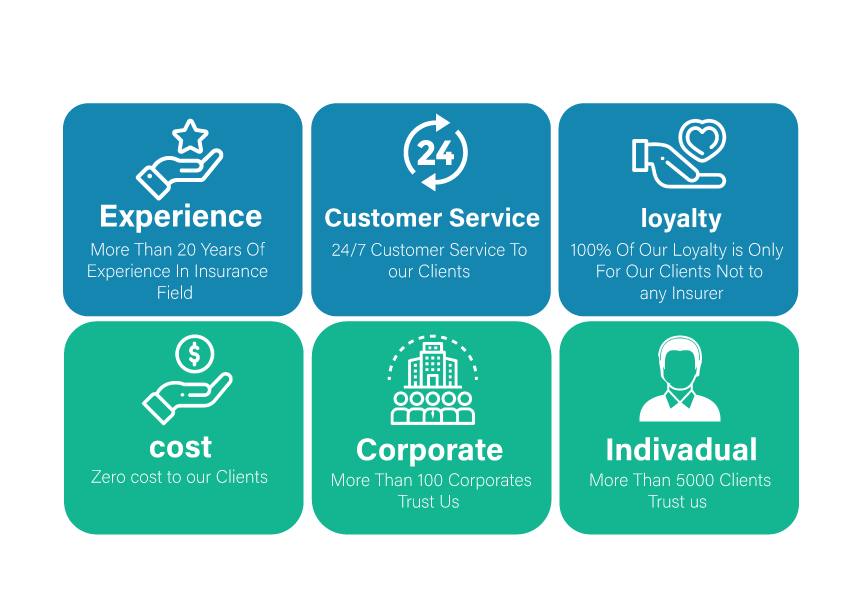 Experience
More Than 20 Years Of
Experience In Insurance
Field
24
Customer Service
24/7 Customer Service To
our Clients
loyalty
100% Of Our Loyalty is Only
For Our Clients Not to
any Insurer
$
cost
Zero cost to our Clients
Corporate
More Than 100 Corporates
Trust Us
Indivadual
More Than 5000 Clients
Trust us